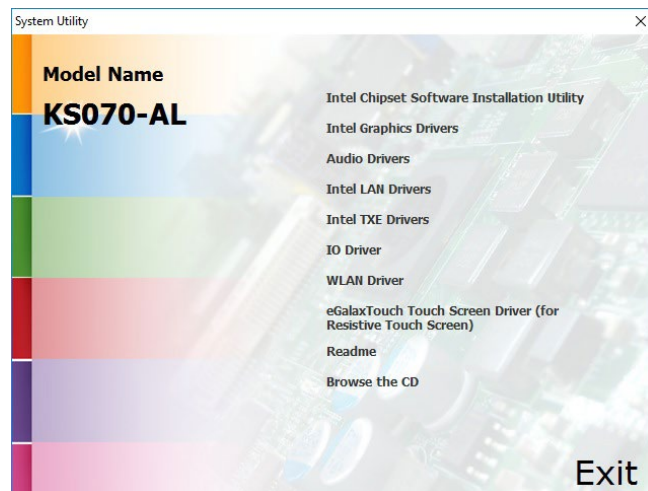 System Utility
Model Name
KS070-AL
Intel Chipset Software Installation Utility
Intel Graphics Drivers
Audio Drivers
Intel LAN Drivers
Intel TXE Drivers
IO Driver
WLAN Driver
eGalaxTouch Touch Screen Driver (for
Resistive Touch Screen)
Readme
Browse the CD
Exit